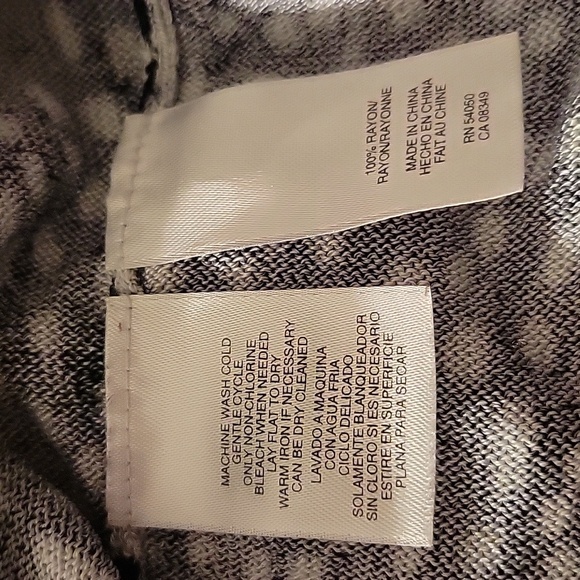 100% RAYON/
RAYON/RAYONNE
MADE IN CHINA
HECHO EN CHINA
FAIT AU CHINE
RN 54050
CA 08349
MACHINE WASH COLD
GENTLE CYCLE
ONLY NON-CHLORINE
BLEACH WHEN NEEDED
LAY FLAT TO DRY
WARM IRON IF NECESSARY
CAN BE DRY CLEANED
LAVADO A MAQUINA
CON AGUA FRIA
CICLO DELICADO
SOLAMENTE BLANQUEADOR
SIN CLORO SI ES NECESARIO
ESTIRE EN SUPERFICIE
PLANA PARA SECAR